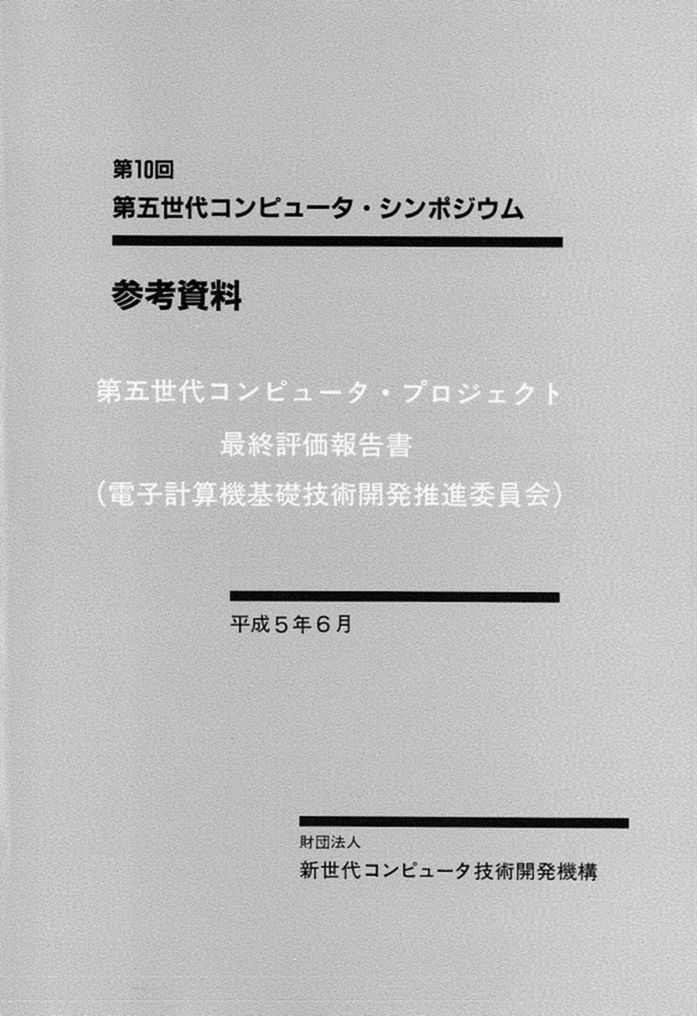 第10回
第五世代コンピュータ・シンポジウム
参考資料
第五世代コンピュータ・プロジェクト
最終評価報告書
（電子計算機基礎技術開発推進委員会）
平成５年６月
財団法人
新世代コンピュータ技術開発機構